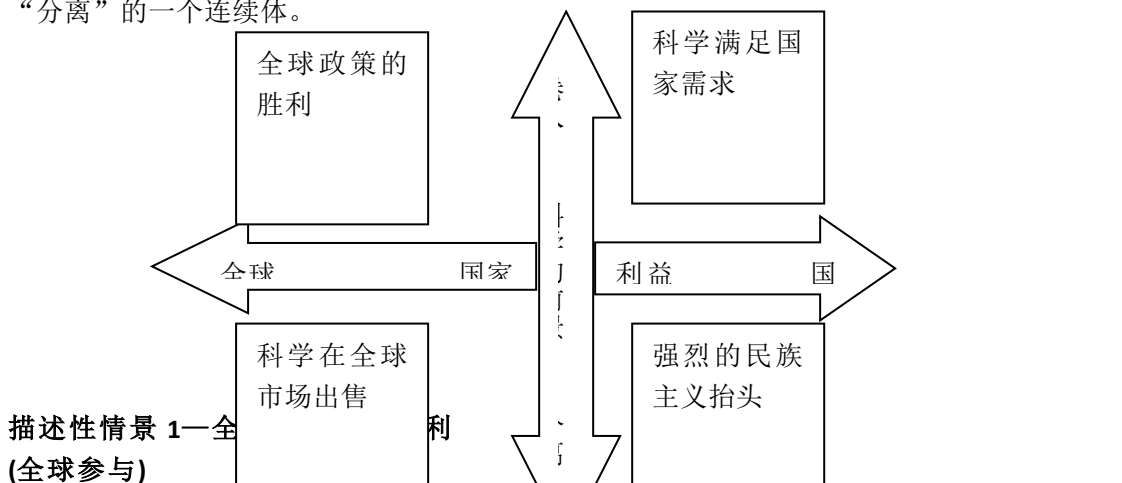 “分离”的一个连续体。
全球政策的
胜利
科学满足国
家需求
全球 国家 利益 国
科学在全球
市场出售
强烈的民族
主义抬头
描述性情景 1—全 利
(全球参与)